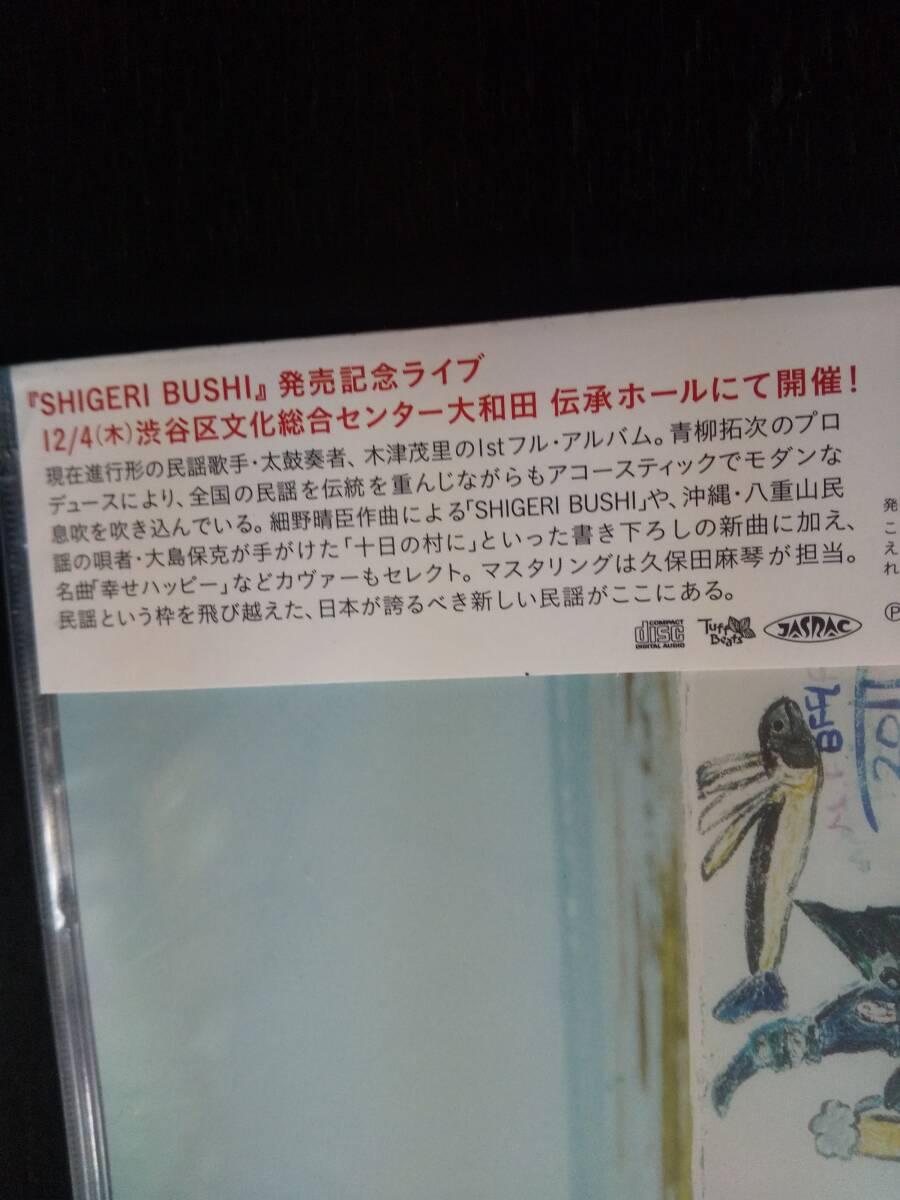 『SHIGERI BUSHI』発売記念ライブ
12/4(木)渋谷区文化総合センター大和田 伝承ホールにて開催！
現在進行形の民謡歌手・太鼓奏者、木津茂里の1stフル・アルバム。青柳拓次のプロ
デュースにより、全国の民謡を伝統を重んじながらもアコースティックでモダンな
息吹を吹き込んでいる。細野晴臣作曲による「SHIGERI BUSHI」や、沖縄・八重山民
謡の唄者・大島保克が手がけた「十日の村に」といった書き下ろしの新曲に加え、
名曲「幸せハッピー」などカヴァーもセレクト。マスタリングは久保田麻琴が担当。
民謡という枠を飛び越えた、日本が誇るべき新しい民謡がここにある。
COMPACT disc DIGITAL AUDIO Tuff Beats JASRAC
発
こ
え
れ
Ⓟ
201